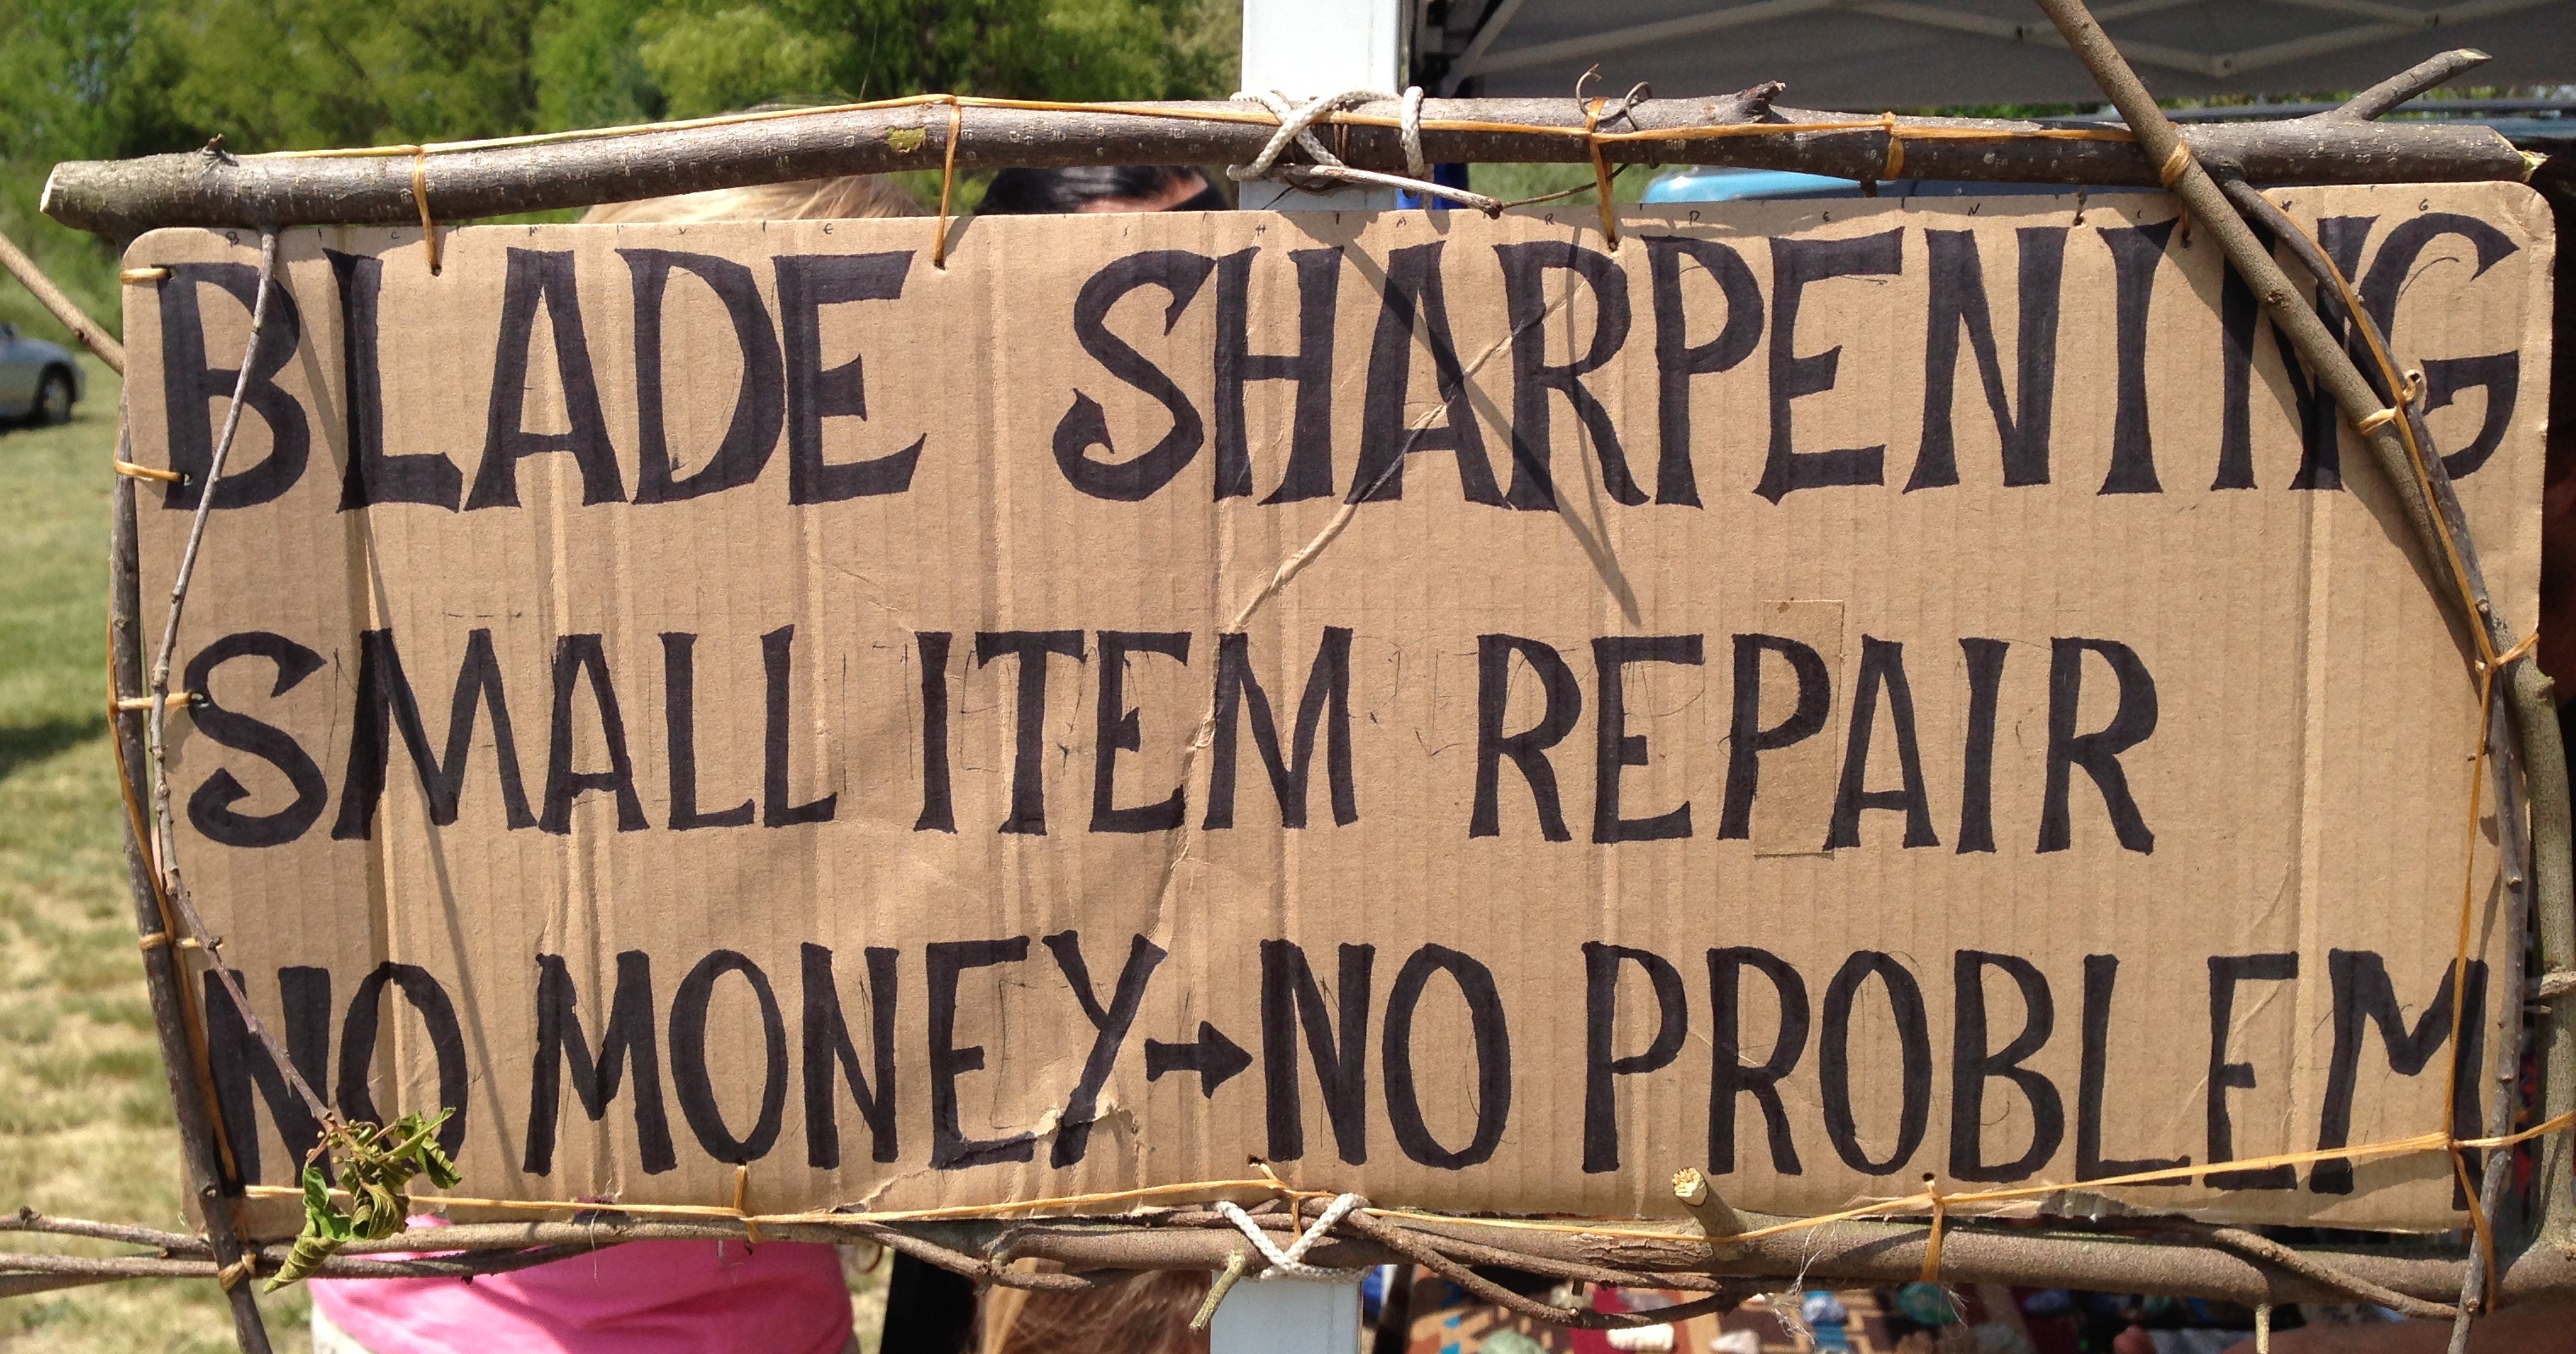 BLADE SHARPENING
SMALL ITEM REPAIR
NO MONEY → NO PROBLEM